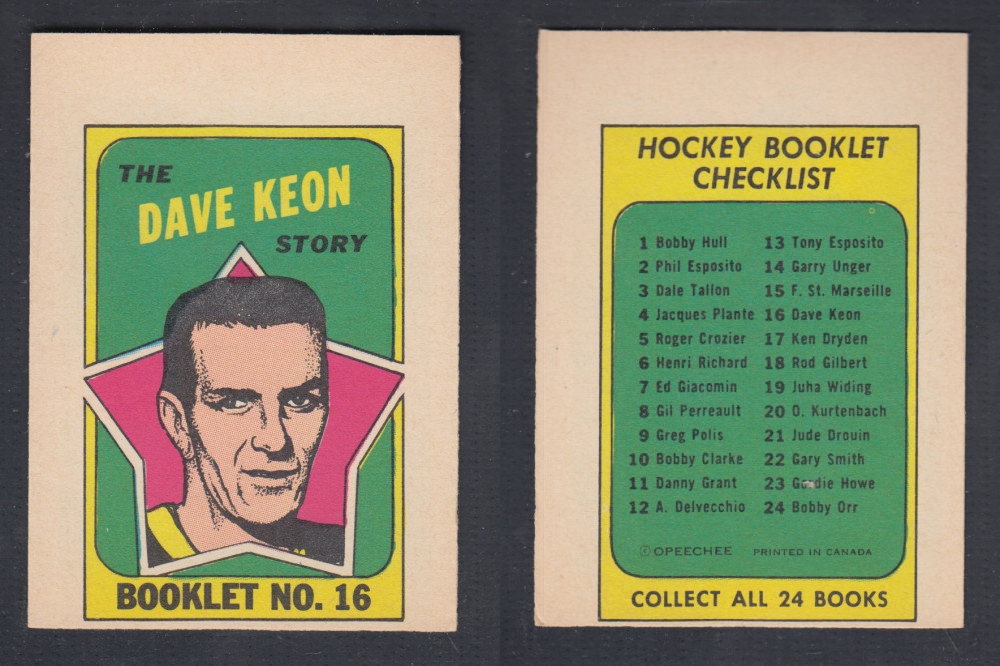 THE
DAVE KEON
STORY
BOOKLET NO. 16
HOCKEY BOOKLET
CHECKLIST
1 Bobby Hull
2 Phil Esposito
3 Dale Tallon
4 Jacques Plante
5 Roger Crozier
6 Henri Richard
7 Ed Giacomin
8 Gil Perreault
9 Greg Polis
10 Bobby Clarke
11 Danny Grant
12 A. Delvecchio
13 Tony Esposito
14 Garry Unger
15 F. St. Marseille
16 Dave Keon
17 Ken Dryden
18 Rod Gilbert
19 Juha Widing
20 O. Kurtenbach
21 Jude Drouin
22 Gary Smith
23 Gordie Howe
24 Bobby Orr
© OPEECHEE PRINTED IN CANADA
COLLECT ALL 24 BOOKS